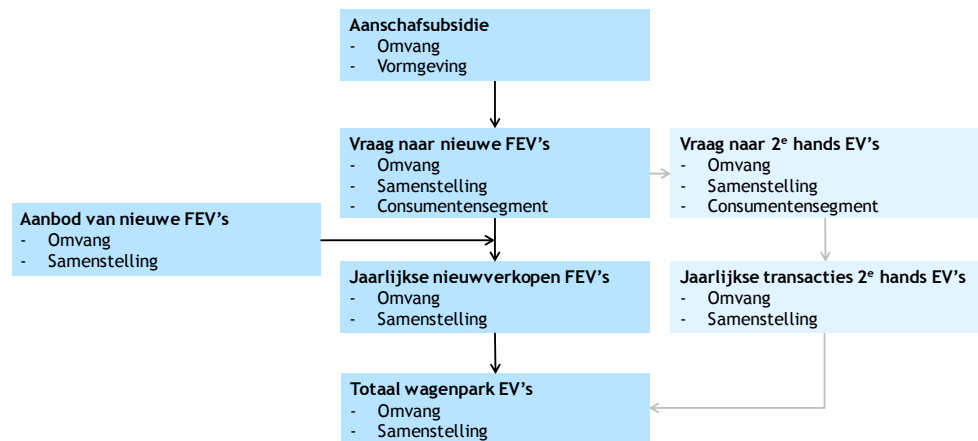 Aanschafsubsidie
- Omvang
- Vormgeving
Vraag naar nieuwe FEV's
- Omvang
- Samenstelling
- Consumentensegment
Vraag naar 2e hands EV's
- Omvang
- Samenstelling
- Consumentensegment
Aanbod van nieuwe FEV's
- Omvang
- Samenstelling
Jaarlijkse nieuwverkopen FEV's
- Omvang
- Samenstelling
Jaarlijkse transacties 2e hands EV's
- Omvang
- Samenstelling
Totaal wagenpark EV's
- Omvang
- Samenstelling